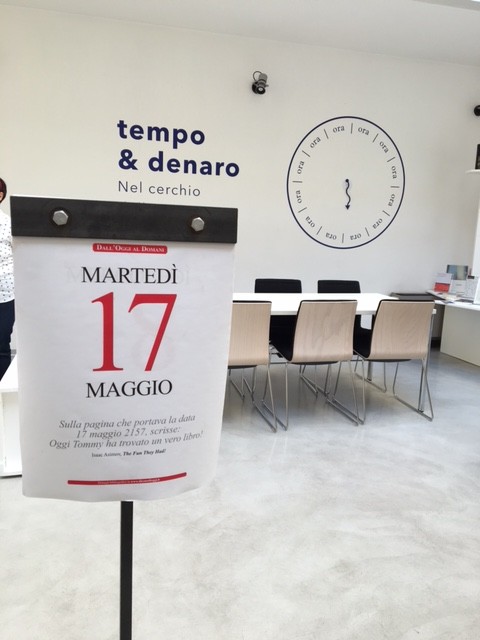 tempo
& denaro
Nel cerchio
ora
ora
ora
ora
ora
ora
ora
ora
ora
ora
ora
ora
DALL'OGGI AL DOMANI
MARTEDÌ
17
MAGGIO
Sulla pagina che portava la data
17 maggio 2157, scrisse:
Oggi Tommy ha trovato un vero libro!
Isaac Asimov, The Fun They Had